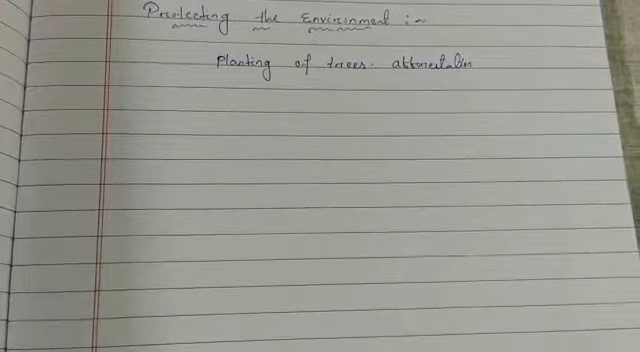 Protecting the Environment :~
Planting of trees. afforestation